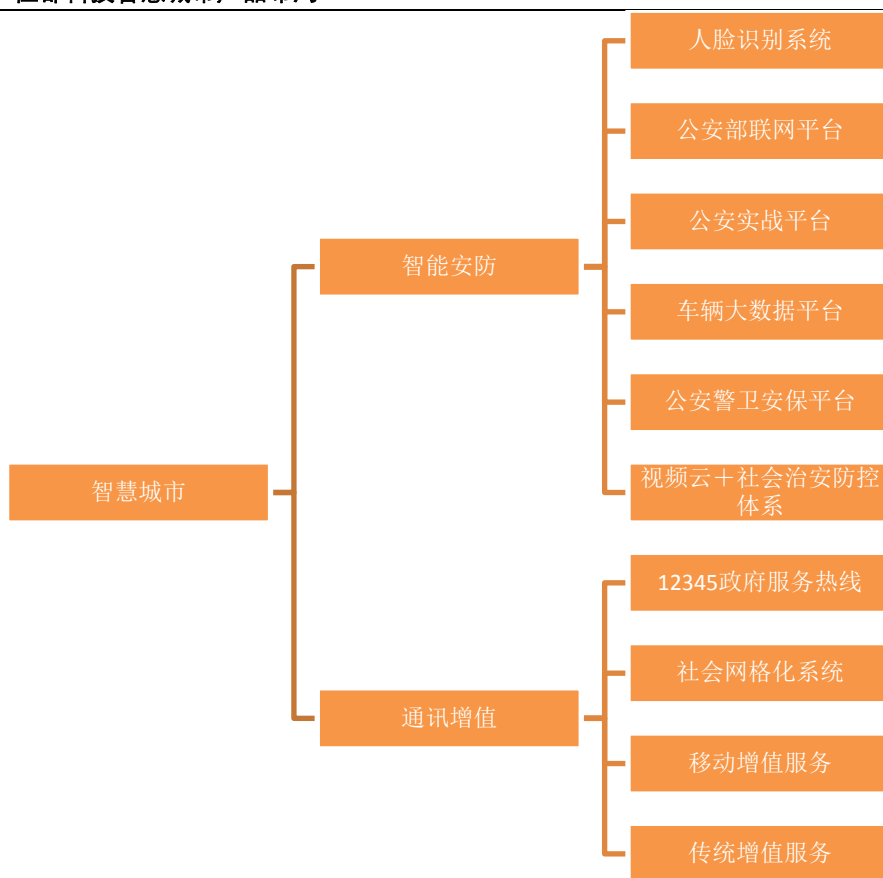 人脸识别系统
公安部联网平台
公安实战平台
智能安防
车辆大数据平台
公安警卫安保平台
智慧城市
视频云＋社会治安防控
体系
12345政府服务热线
社会网格化系统
通讯增值
移动增值服务
传统增值服务